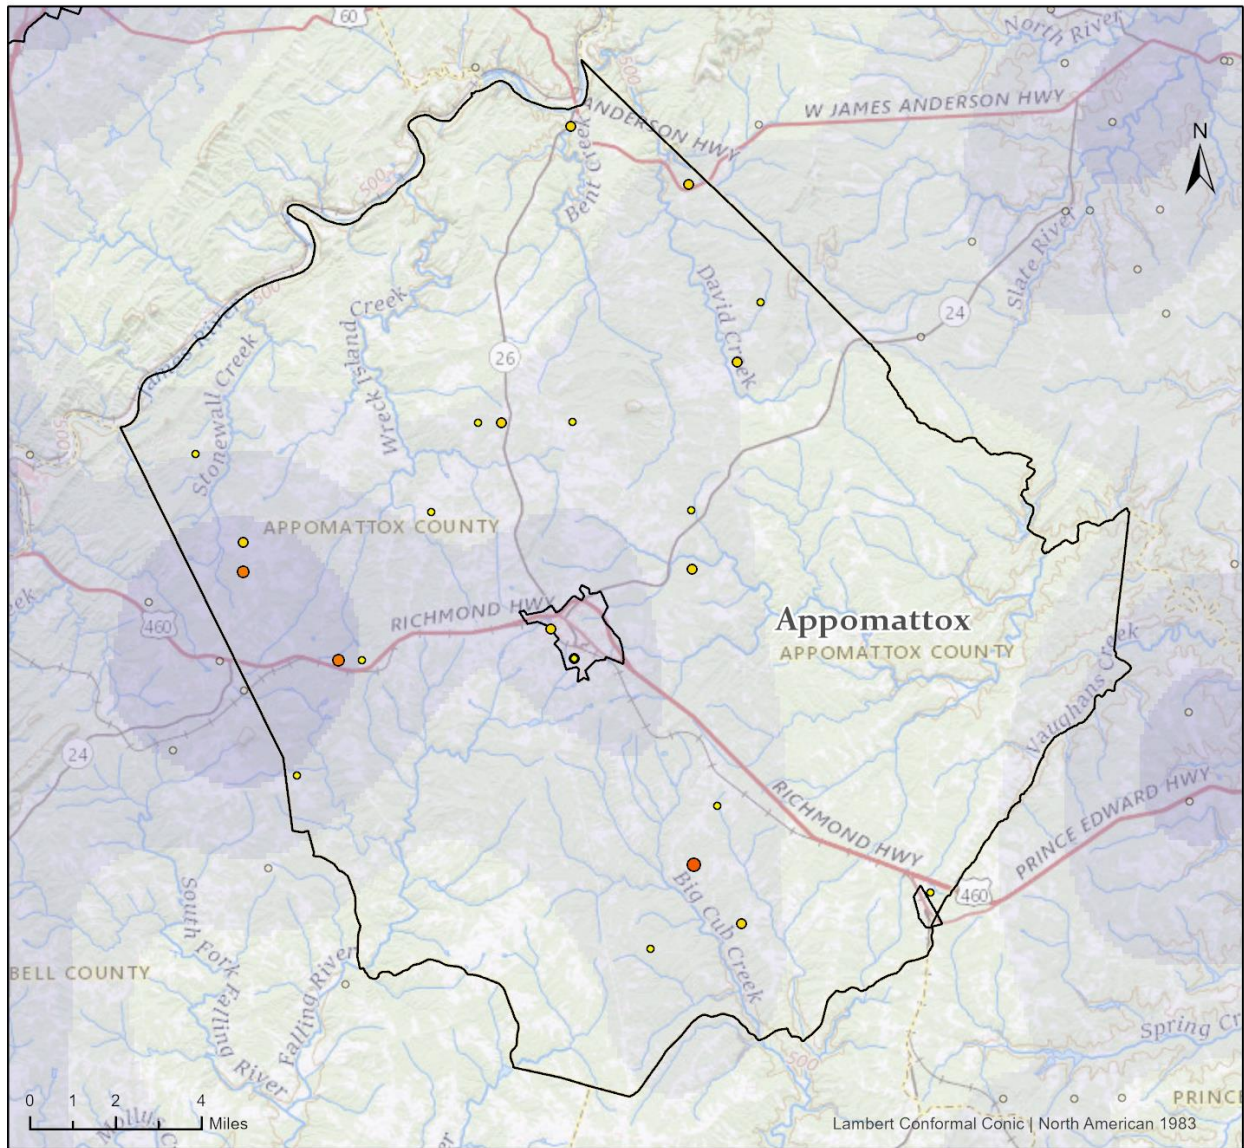 60
North River
N
W JAMES ANDERSON HWY
ANDERSON HWY
500
Bent Creek
500
Slate River
David Creek
24
500
James River
Wreck Island Creek
26
Stonewall Creek
APPOMATTOX COUNTY
RICHMOND HWY
460
Appomattox
APPOMATTOX COUNTY
Vaughans Creek
24
RICHMOND HWY
PRINCE EDWARD HWY
460
Big Cub Creek
South Fork Falling River
Falling River
BELL COUNTY
Spring Cr
500
PRINCE
0 1 2 4
Miles
Mollus C
Lambert Conformal Conic | North American 1983